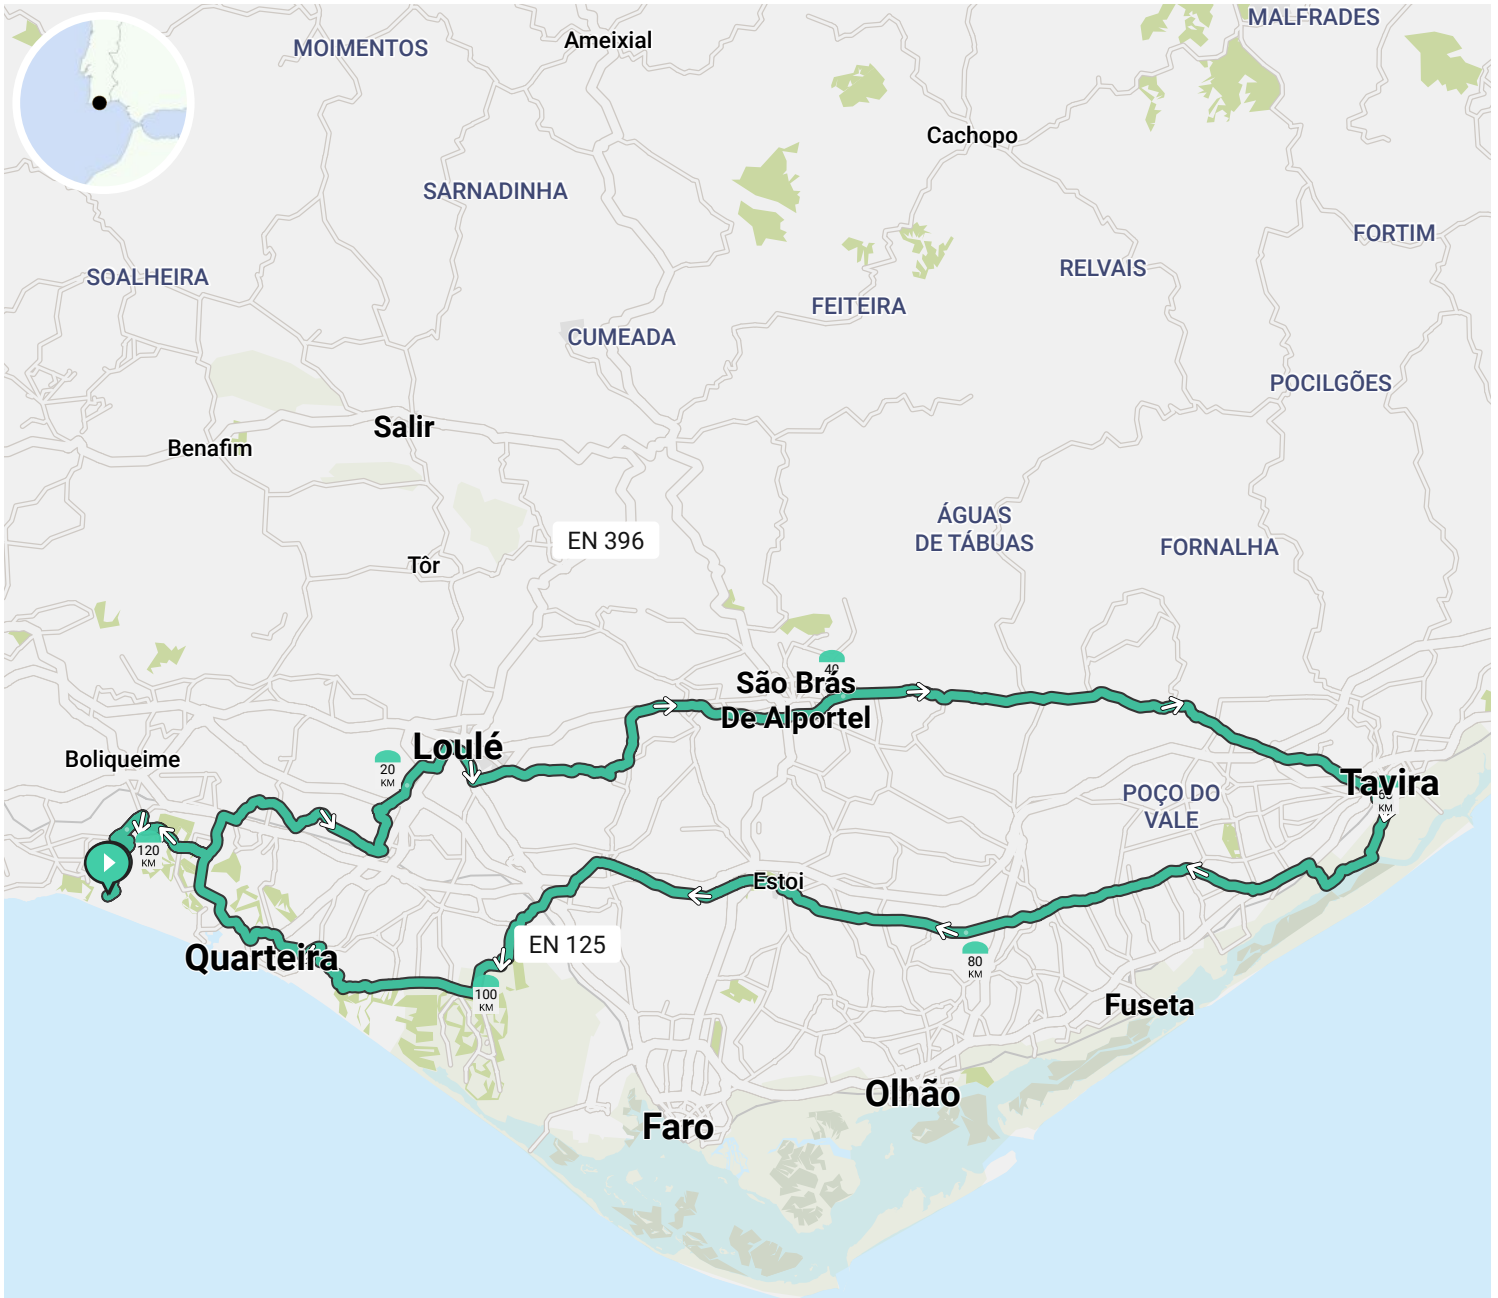 MALFRADES
MOIMENTOS
Ameixial
Cachopo
SARNADINHA
FORTIM
RELVAIS
SOALHEIRA
FEITEIRA
CUMEADA
POCILGÕES
Salir
Benafim
ÁGUAS
DE TÁBUAS
EN 396
FORNALHA
Tôr
40
São Brás
De Alportel
Loulé
Boliqueime
20
KM
Tavira
POÇO DO
VALE
KM
120
KM
Estoi
EN 125
Quarteira
80
KM
100
KM
Fuseta
Olhão
Faro